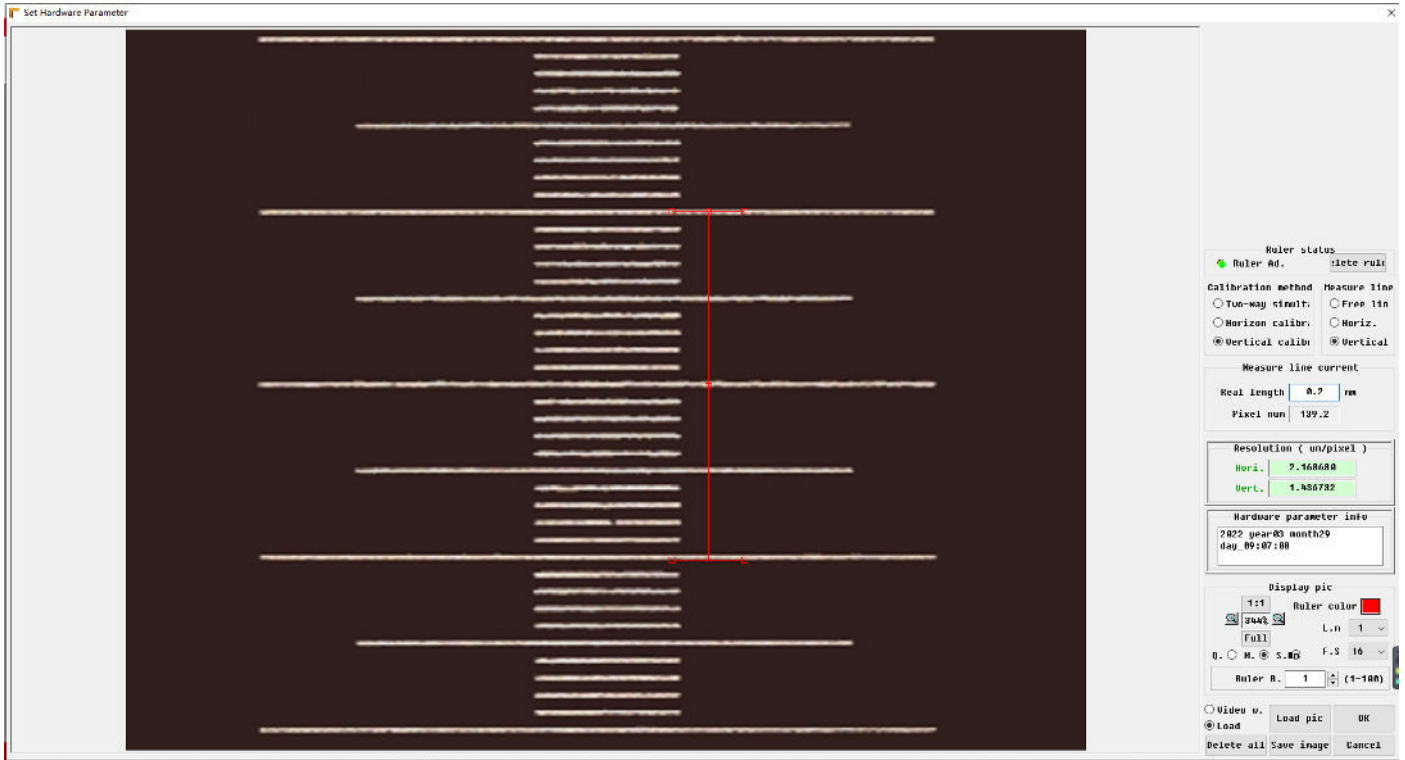 Set Hardware Parameter
Ruler status
Ruler Ad.
lete rul
Calibration method
Measure line
Two-way simult:
Free lin
Horizon calibr:
Horiz.
Vertical calib
Vertical
Measure line current
Real length 0.2 mm
Pixel num 139.2
Resolution ( um/pixel )
Hori. 2.168680
Vert. 1.436782
Hardware parameter info
2022 year03 month29
day_09:07:08
Display pic
1:1
Ruler color
344%
L.n 1
Full
O. M. S.
F.S 16
Ruler B. 1 (1-100)
Video w.
Load
Load pic
OK
Delete all
Save image
Cancel